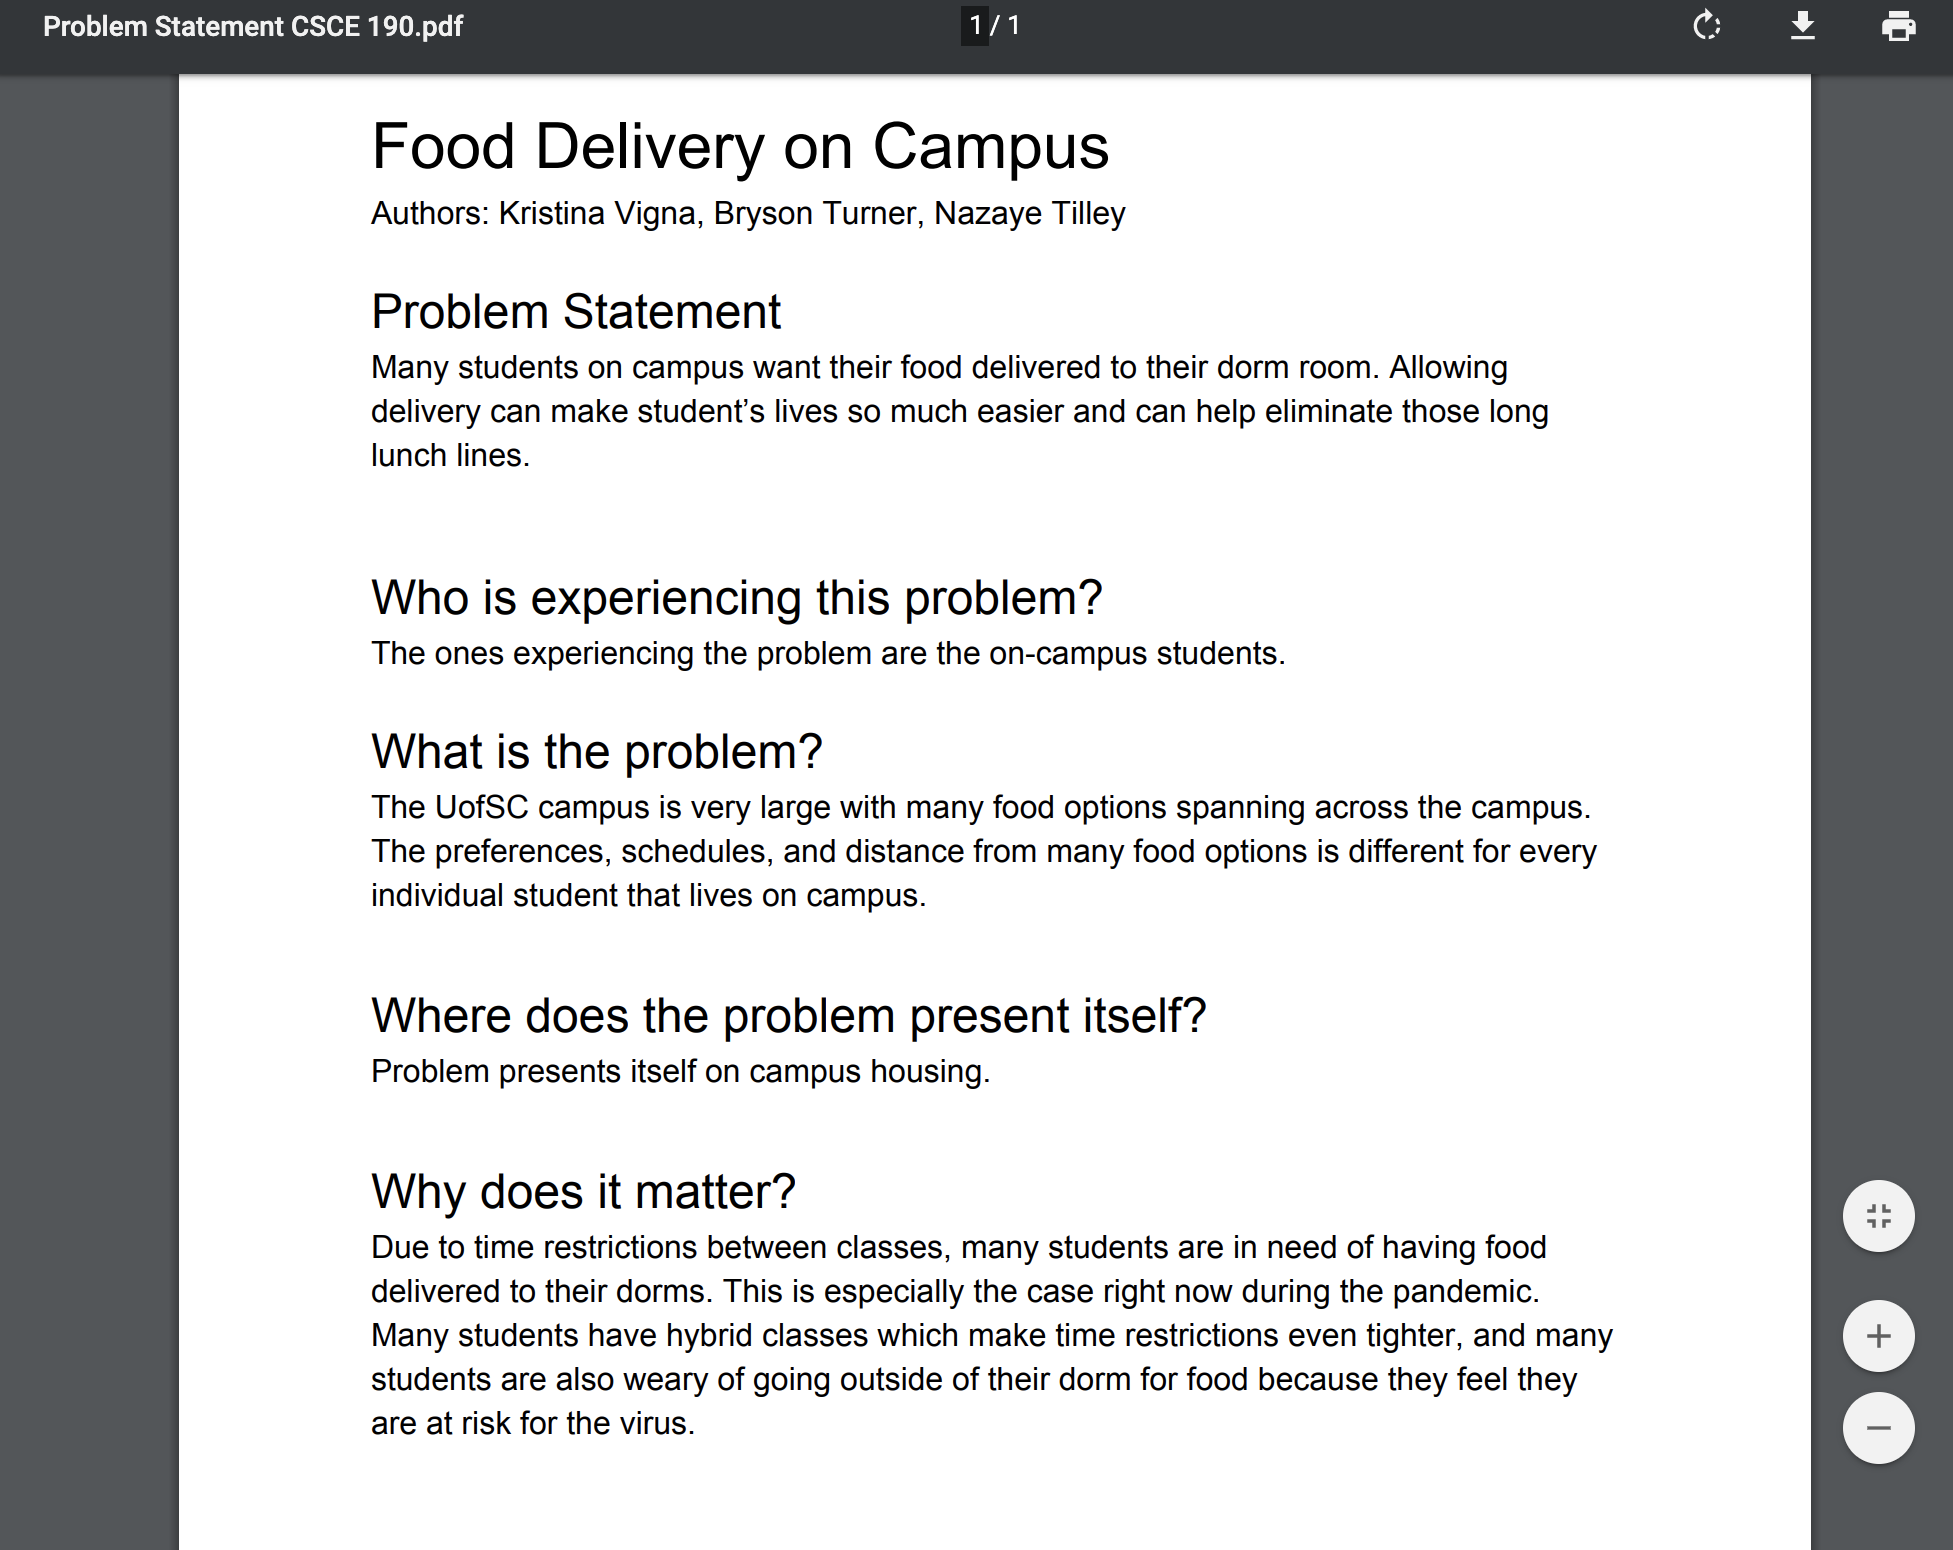 Problem Statement CSCE 190.pdf
1 / 1
Food Delivery on Campus
Authors: Kristina Vigna, Bryson Turner, Nazaye Tilley
Problem Statement
Many students on campus want their food delivered to their dorm room. Allowing
delivery can make student’s lives so much easier and can help eliminate those long
lunch lines.
Who is experiencing this problem?
The ones experiencing the problem are the on-campus students.
What is the problem?
The UofSC campus is very large with many food options spanning across the campus.
The preferences, schedules, and distance from many food options is different for every
individual student that lives on campus.
Where does the problem present itself?
Problem presents itself on campus housing.
Why does it matter?
Due to time restrictions between classes, many students are in need of having food
delivered to their dorms. This is especially the case right now during the pandemic.
Many students have hybrid classes which make time restrictions even tighter, and many
students are also weary of going outside of their dorm for food because they feel they
are at risk for the virus.